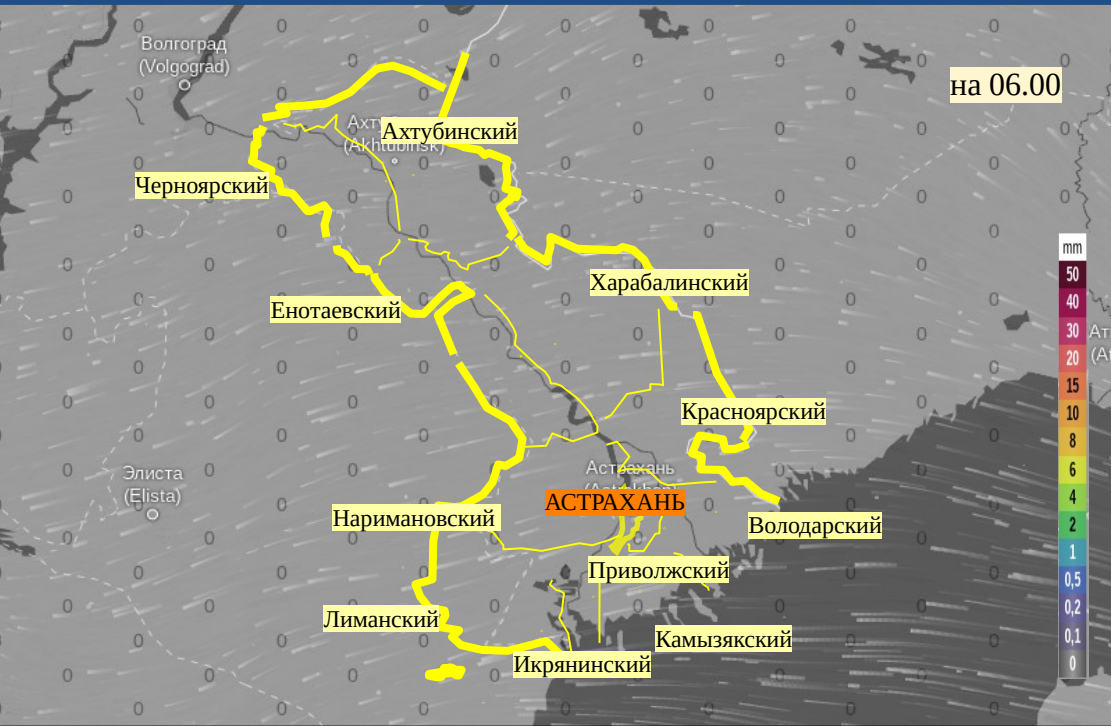 Волгоград
(Volgograd)
на 06.00
Ахтубинский
(Akhtubinsk)
Черноярский
mm
Харабалинский
50
Енотаевский
40
30
20
15
Красноярский
10
8
Астрахань
6
Элиста
(Elista)
АСТРАХАНЬ
4
Наримановский
Володарский
2
1
Приволжский
0,5
Лиманский
0,2
Камызякский
0,1
Икрянинский
0